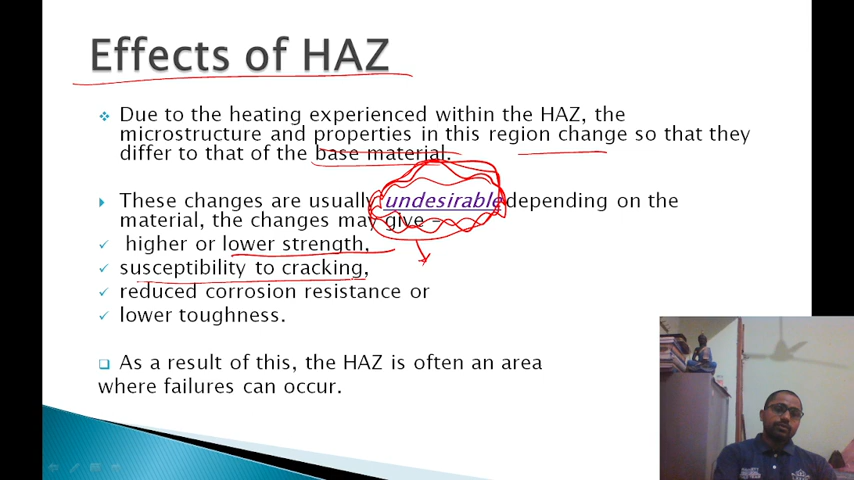 Effects of HAZ
Due to the heating experienced within the HAZ, the
microstructure and properties in this region change so that they
differ to that of the base material.
These changes are usually undesirable depending on the
material, the changes may give –
higher or lower strength,
susceptibility to cracking,
reduced corrosion resistance or
lower toughness.
As a result of this, the HAZ is often an area
where failures can occur.